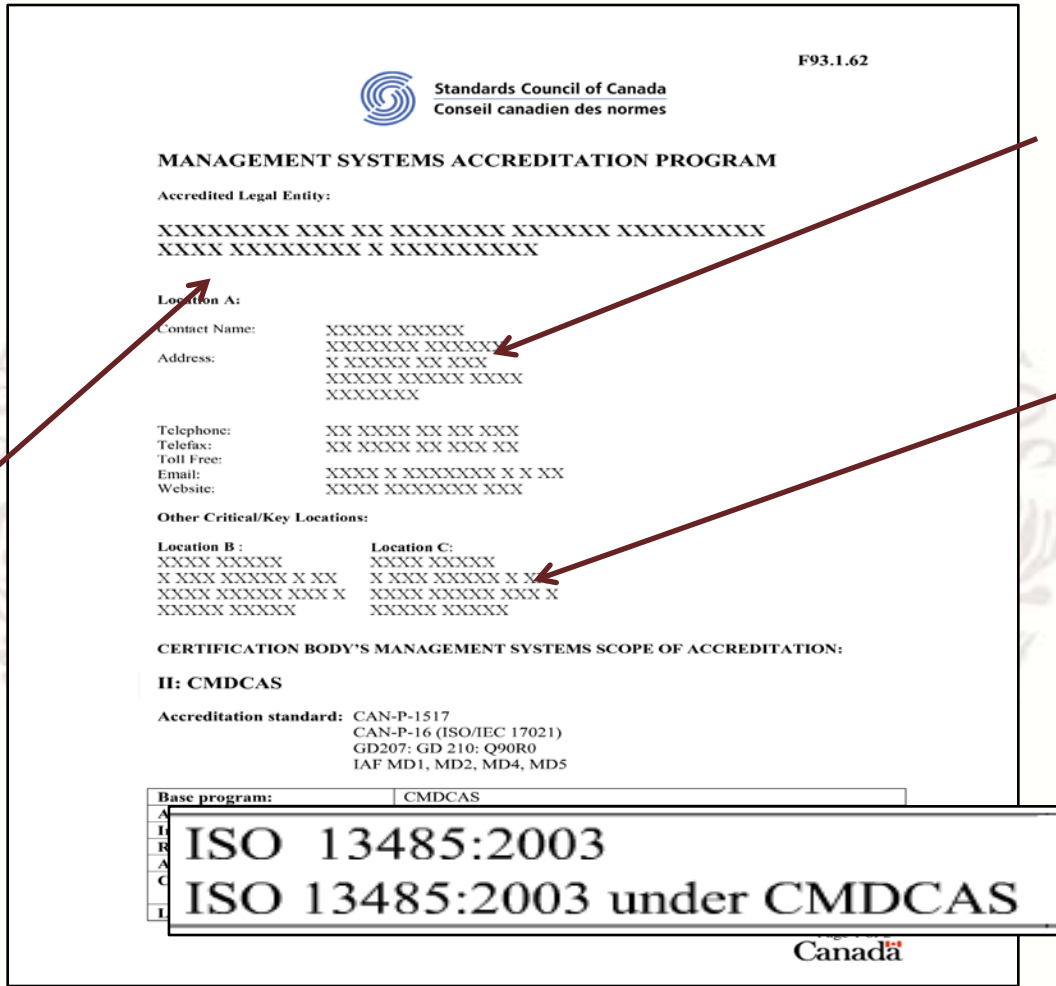 F93.1.62
Standards Council of Canada
Conseil canadien des normes
MANAGEMENT SYSTEMS ACCREDITATION PROGRAM
Accredited Legal Entity:
XXXXXXXX XXX XX XXXXXXX XXXXXX XXXXXXXXX
XXXX XXXXXXXX X XXXXXXXXX
Location A:
Contact Name: XXXXX XXXXX
XXXXXXX XXXXXX
Address: X XXXXX XX XXX
XXXXX XXXXX XXXX
XXXXXXX
Telephone: XX XXXX XX XX XXX
Telefax: XX XXXX XX XXX XX
Toll Free:
Email: XXXX X XXXXXXX X X XX
Website: XXXX XXXXXXX XXX
Other Critical/Key Locations:
Location B : Location C:
XXXX XXXXX XXXX XXXXX
X XXX XXXXX X XX X XXX XXXXX X XX
XXXX XXXXX XXX X XXXX XXXXX XXX X
XXXXX XXXXX XXXXX XXXXX
CERTIFICATION BODY'S MANAGEMENT SYSTEMS SCOPE OF ACCREDITATION:
II: CMDCAS
Accreditation standard: CAN-P-1517
CAN-P-16 (ISO/IEC 17021)
GD207: GD 210: Q90R0
IAF MD1, MD2, MD4, MD5
Base program: CMDCAS
ISO 13485:2003
ISO 13485:2003 under CMDCAS
Canada